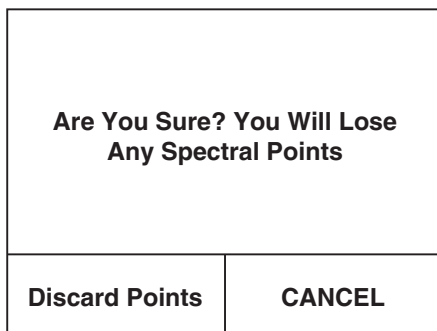 Are You Sure? You Will Lose
Any Spectral Points
Discard Points
CANCEL